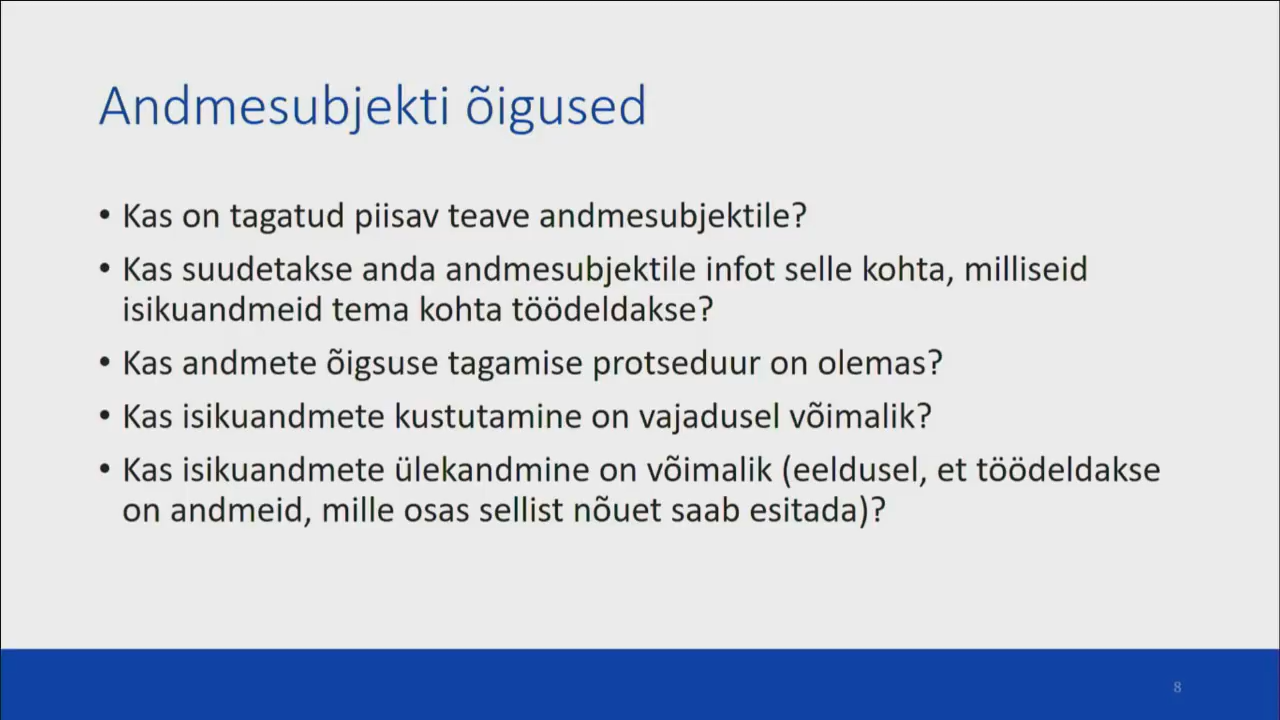 Andmesubjekti õigused
• Kas on tagatud piisav teave andmesubjektile?
• Kas suudetakse anda andmesubjektile infot selle kohta, milliseid
isikuandmeid tema kohta töödeldakse?
• Kas andmete õigsuse tagamise protseduur on olemas?
• Kas isikuandmete kustutamine on vajadusel võimalik?
• Kas isikuandmete ülekandmine on võimalik (eeldusel, et töödeldakse
on andmeid, mille osas sellist nõuet saab esitada)?
8